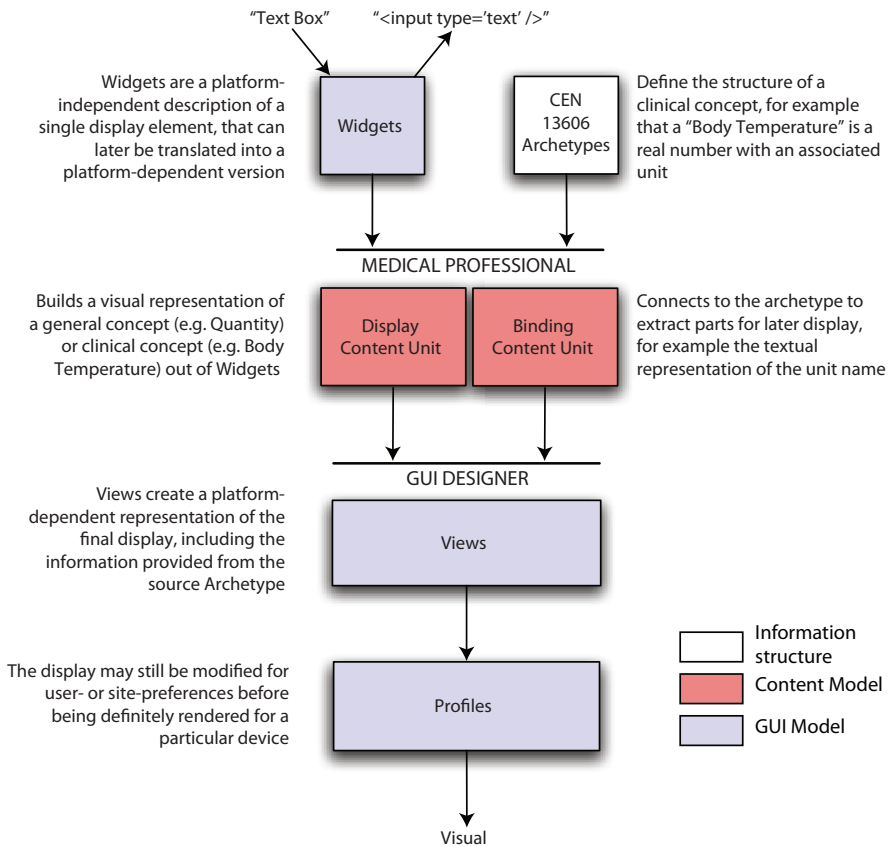 “Text Box”
“<input type=‘text’ />”
Widgets are a platform-
independent description of a
single display element, that can
later be translated into a
platform-dependent version
Widgets
CEN
13606
Archetypes
Define the structure of a
clinical concept, for example
that a “Body Temperature” is a
real number with an associated
unit
MEDICAL PROFESSIONAL
Builds a visual representation of
a general concept (e.g. Quantity)
or clinical concept (e.g. Body
Temperature) out of Widgets
Display
Content Unit
Binding
Content Unit
Connects to the archetype to
extract parts for later display,
for example the textual
representation of the unit name
GUI DESIGNER
Views create a platform-
dependent representation of the
final display, including the
information provided from the
source Archetype
Views
The display may still be modified for
user- or site-preferences before
being definitely rendered for a
particular device
Profiles
Information
structure
Content Model
GUI Model
Visual